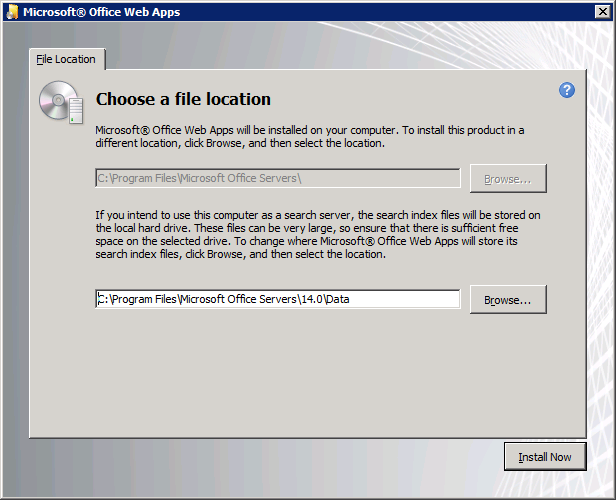 Microsoft® Office Web Apps
File Location
Choose a file location
Microsoft® Office Web Apps will be installed on your computer. To install this product in a
different location, click Browse, and then select the location.
C:\Program Files\Microsoft Office Servers\
Browse...
If you intend to use this computer as a search server, the search index files will be stored on
the local hard drive. These files can be very large, so ensure that there is sufficient free
space on the selected drive. To change where Microsoft® Office Web Apps will store its
search index files, click Browse, and then select the location.
C:\Program Files\Microsoft Office Servers\14.0\Data
Browse...
Install Now